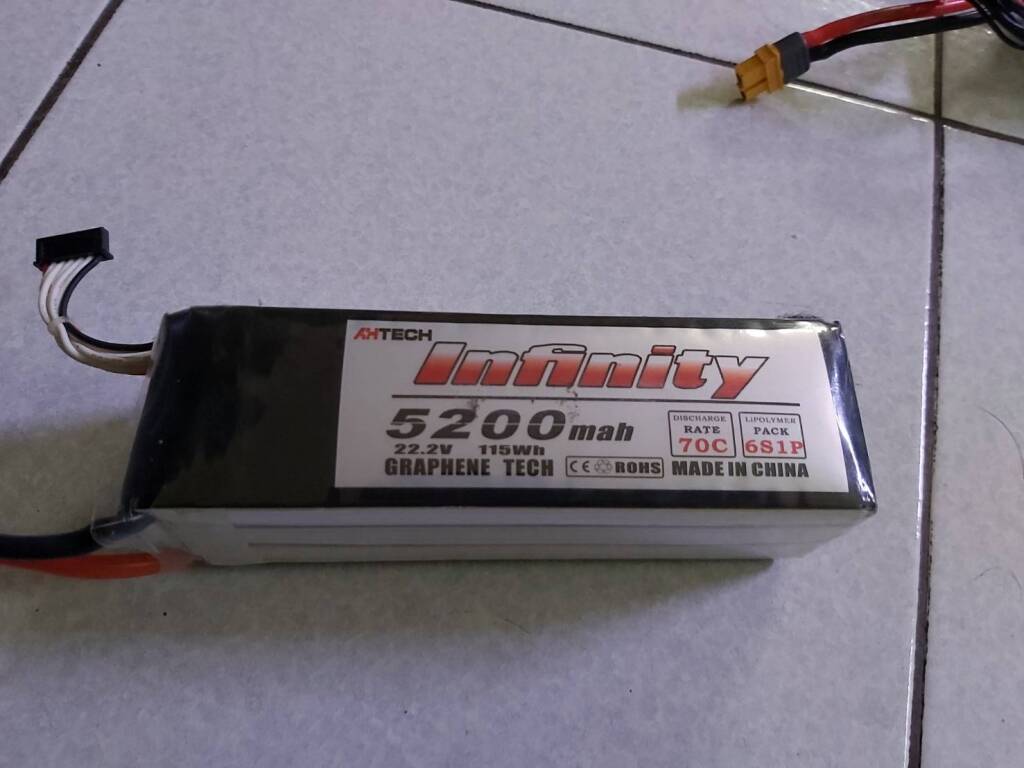 AHTECH
Infinity
5200mah
22.2V 115Wh
GRAPHENE TECH
CE ROHS
DISCHARGE
RATE
70C
LIPOLYMER
PACK
6S1P
MADE IN CHINA